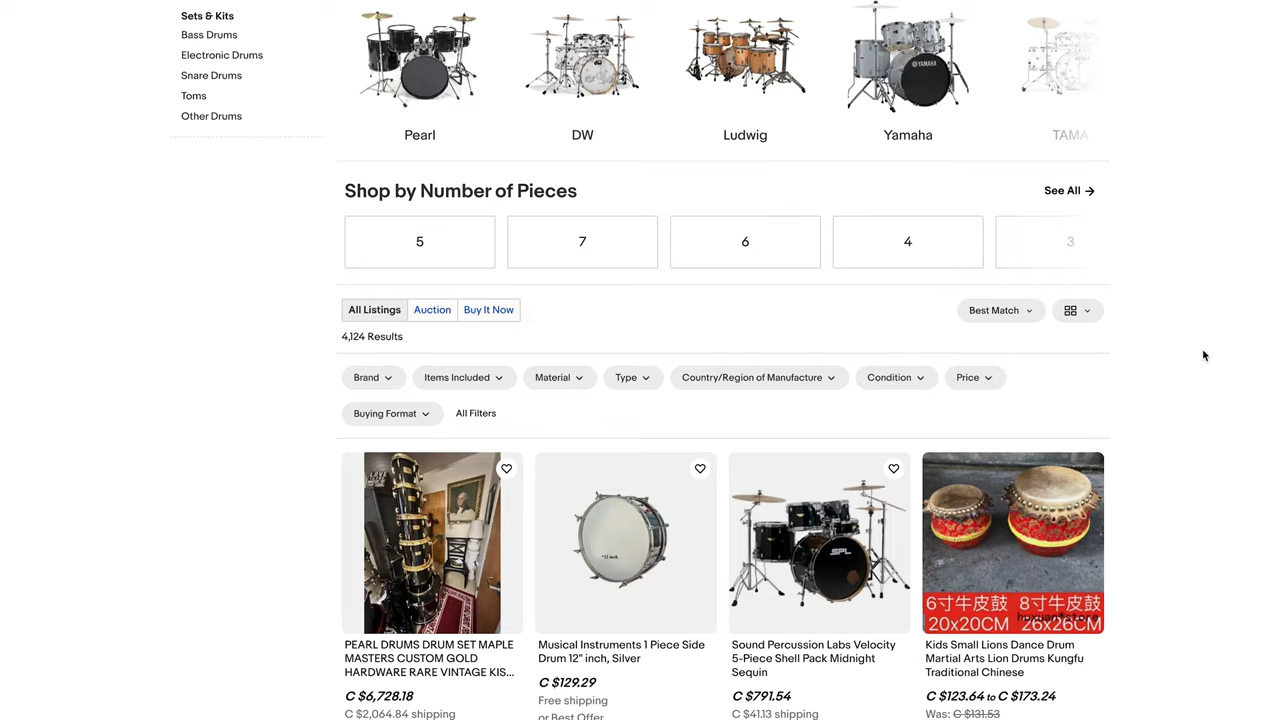 Sets & Kits
Bass Drums
Electronic Drums
Snare Drums
Toms
Other Drums
YAMAHA
Pearl
DW
Ludwig
Yamaha
TAMA
Shop by Number of Pieces
See All
5
7
6
4
3
All Listings
Auction
Buy It Now
Best Match
4,124 Results
Brand
Items Included
Material
Type
Country/Region of Manufacture
Condition
Price
Buying Format
All Filters
LOVE
12 inch
SPL
6寸牛皮鼓 8寸牛皮鼓
20x20CM 26x26CM
huxuan*store
PEARL DRUMS DRUM SET MAPLE
MASTERS CUSTOM GOLD
HARDWARE RARE VINTAGE KIS...
C $6,728.18
C $2,064.84 shipping
Musical Instruments 1 Piece Side
Drum 12" inch, Silver
C $129.29
Free shipping
or Best Offer
Sound Percussion Labs Velocity
5-Piece Shell Pack Midnight
Sequin
C $791.54
C $41.13 shipping
Kids Small Lions Dance Drum
Martial Arts Lion Drums Kungfu
Traditional Chinese
C $123.64 to C $173.24
Was: C $131.53